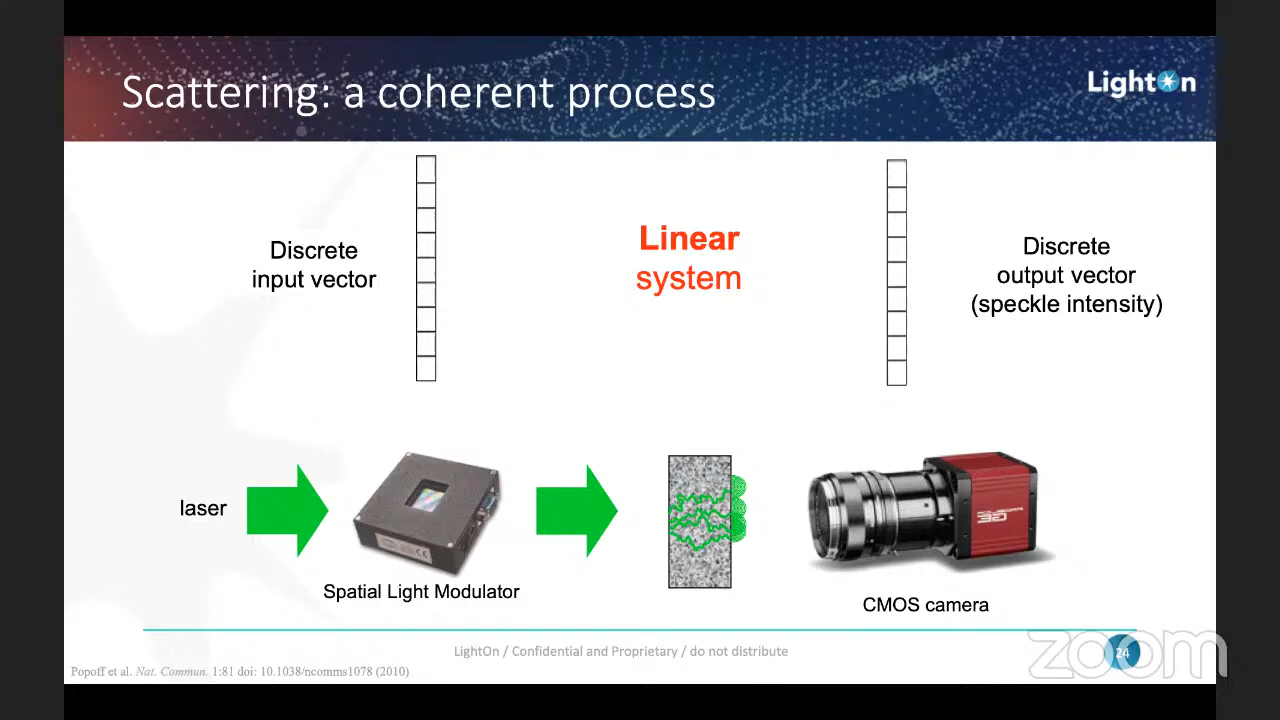 Scattering: a coherent process
LightOn
Discrete
input vector
Linear
system
Discrete
output vector
(speckle intensity)
laser
Spatial Light Modulator
CMOS camera
LightOn / Confidential and Proprietary / do not distribute
24
zoom
Popoff et al. Nat. Commun. 1:81 doi: 10.1038/ncomms1078 (2010)